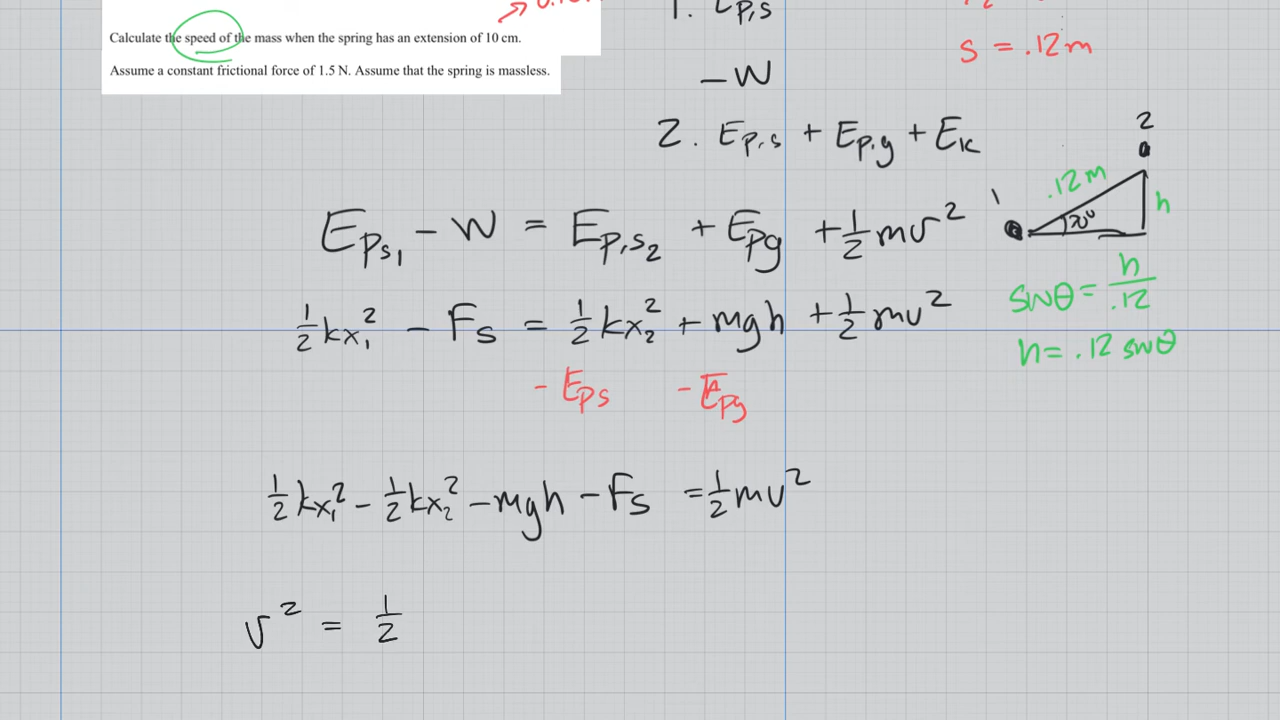 Calculate the speed of the mass when the spring has an extension of 10 cm.
Assume a constant frictional force of 1.5 N. Assume that the spring is massless.
1. Ep,s
- W
s = .12m
2. Ep,s + Ep,g + Ek
2
.12m
1
h
20°
Eps₁ - W = Ep,s₂ + Epg + ½mv²
sinθ = h/.12
½kx₁² - Fs = ½kx₂² + mgh + ½mv²
h = .12 sinθ
- Eps - Epg
½kx₁² - ½kx₂² - mgh - Fs = ½mv²
v² = ½